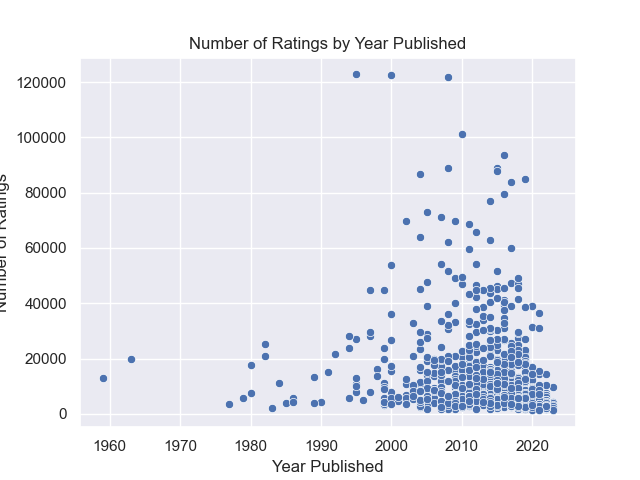 Number of Ratings by Year Published
Number of Ratings
120000
100000
80000
60000
40000
20000
0
1960 1970 1980 1990 2000 2010 2020
Year Published